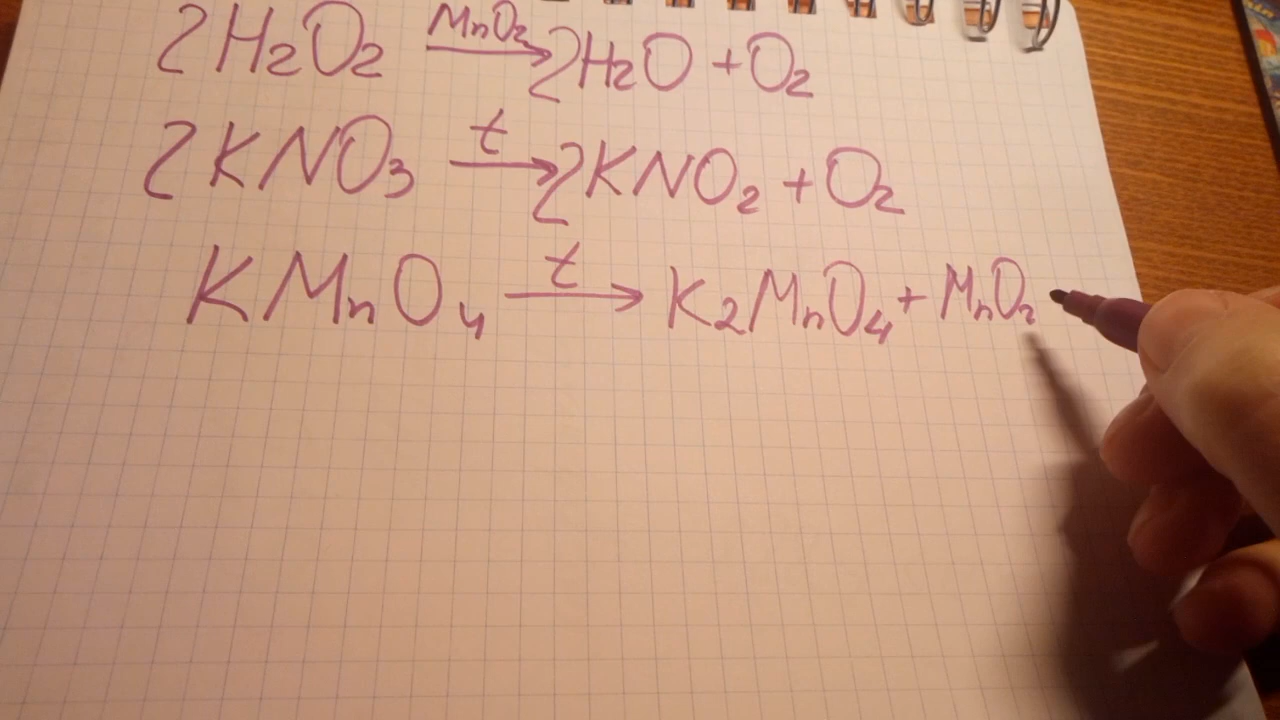 2H₂O₂ MnO₂→ 2H₂O + O₂
2KNO₃ t→ 2KNO₂ + O₂
KMnO₄ t→ K₂MnO₄ + MnO₂